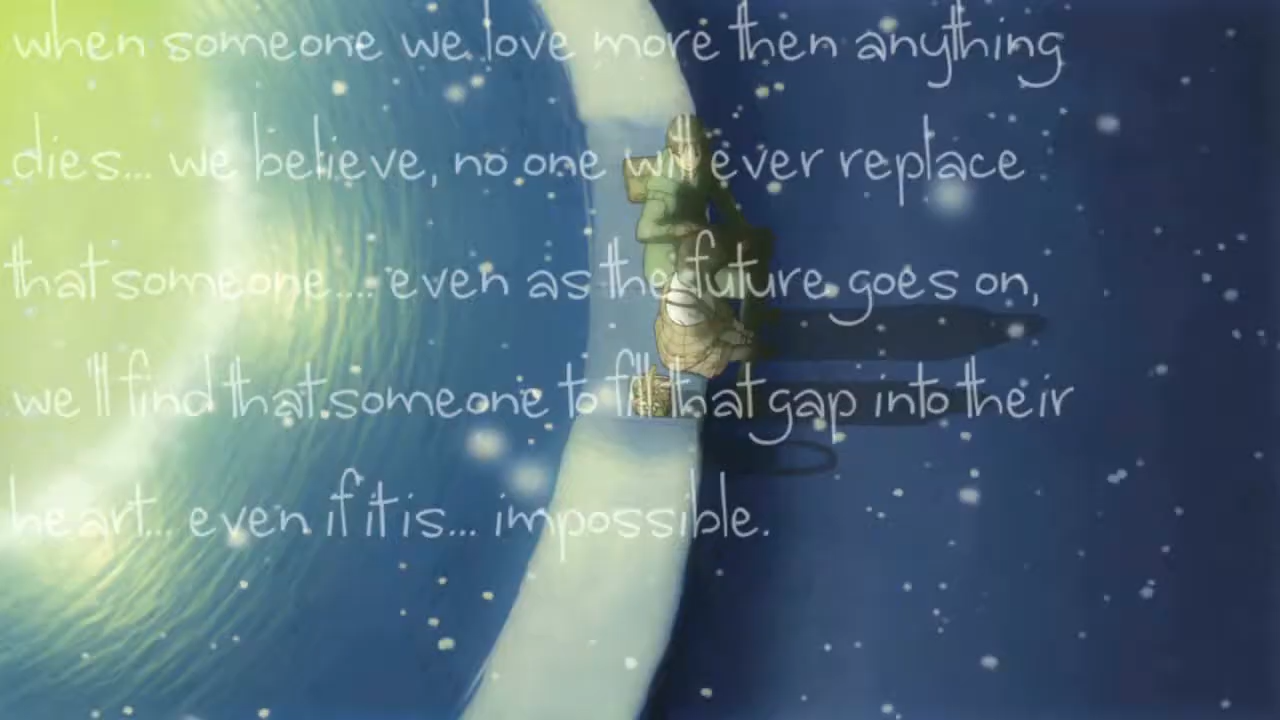 when someone we love more then anything
dies... we believe, no one will ever replace
that someone.... even as the future goes on,
we'll find that someone to fill that gap into their
heart... even if it is... impossible.